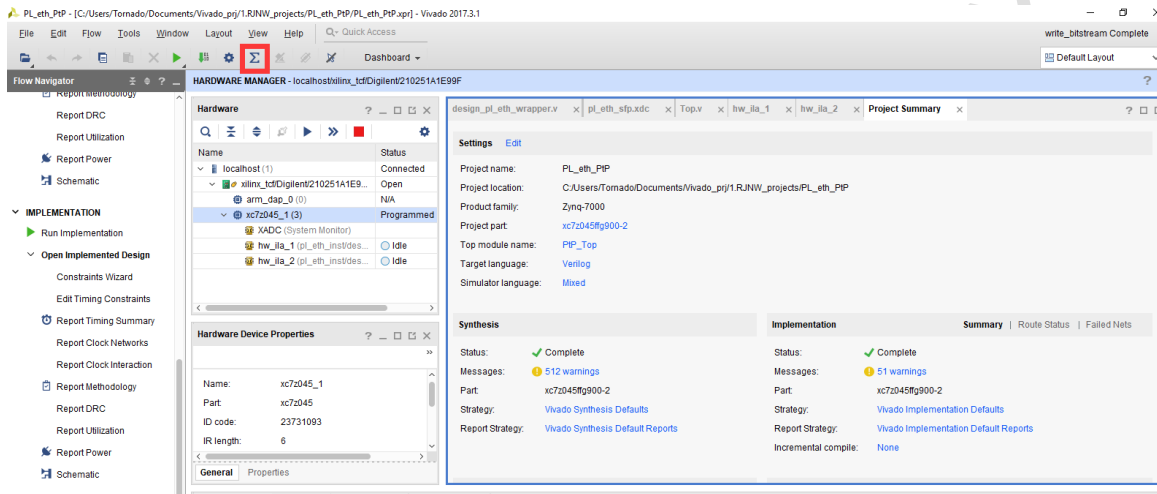 PL_eth_PtP - [C:/Users/Tornado/Documents/Vivado_prj/1.RJNW_projects/PL_eth_PtP/PL_eth_PtP.xpr] - Vivado 2017.3.1
File Edit Flow Tools Window Layout View Help Quick Access write_bitstream Complete
Σ Dashboard Default Layout
Flow Navigator ? HARDWARE MANAGER - localhost/xilinx_tcf/Digilent/210251A1E99F ?
Report Methodology
Report DRC
Report Utilization
Report Power
Schematic
IMPLEMENTATION
Run Implementation
Open Implemented Design
Constraints Wizard
Edit Timing Constraints
Report Timing Summary
Report Clock Networks
Report Clock Interaction
Report Methodology
Report DRC
Report Utilization
Report Power
Schematic
Hardware ?
Name Status
localhost (1) Connected
xilinx_tcf/Digilent/210251A1E9... Open
arm_dap_0 (0) N/A
xc7z045_1 (3) Programmed
XADC (System Monitor)
hw_ila_1 (pl_eth_inst/des... Idle
hw_ila_2 (pl_eth_inst/des... Idle
Hardware Device Properties ?
Name: xc7z045_1
Part: xc7z045
ID code: 23731093
IR length: 6
General Properties
design_pl_eth_wrapper.v pl_eth_sfp.xdc Top.v hw_ila_1 hw_ila_2 Project Summary ?
Settings Edit
Project name: PL_eth_PtP
Project location: C:/Users/Tornado/Documents/Vivado_prj/1.RJNW_projects/PL_eth_PtP
Product family: Zynq-7000
Project part: xc7z045ffg900-2
Top module name: PtP_Top
Target language: Verilog
Simulator language: Mixed
Synthesis
Status: Complete
Messages: 512 warnings
Part: xc7z045ffg900-2
Strategy: Vivado Synthesis Defaults
Report Strategy: Vivado Synthesis Default Reports
Implementation Summary | Route Status | Failed Nets
Status: Complete
Messages: 51 warnings
Part: xc7z045ffg900-2
Strategy: Vivado Implementation Defaults
Report Strategy: Vivado Implementation Default Reports
Incremental compile: None